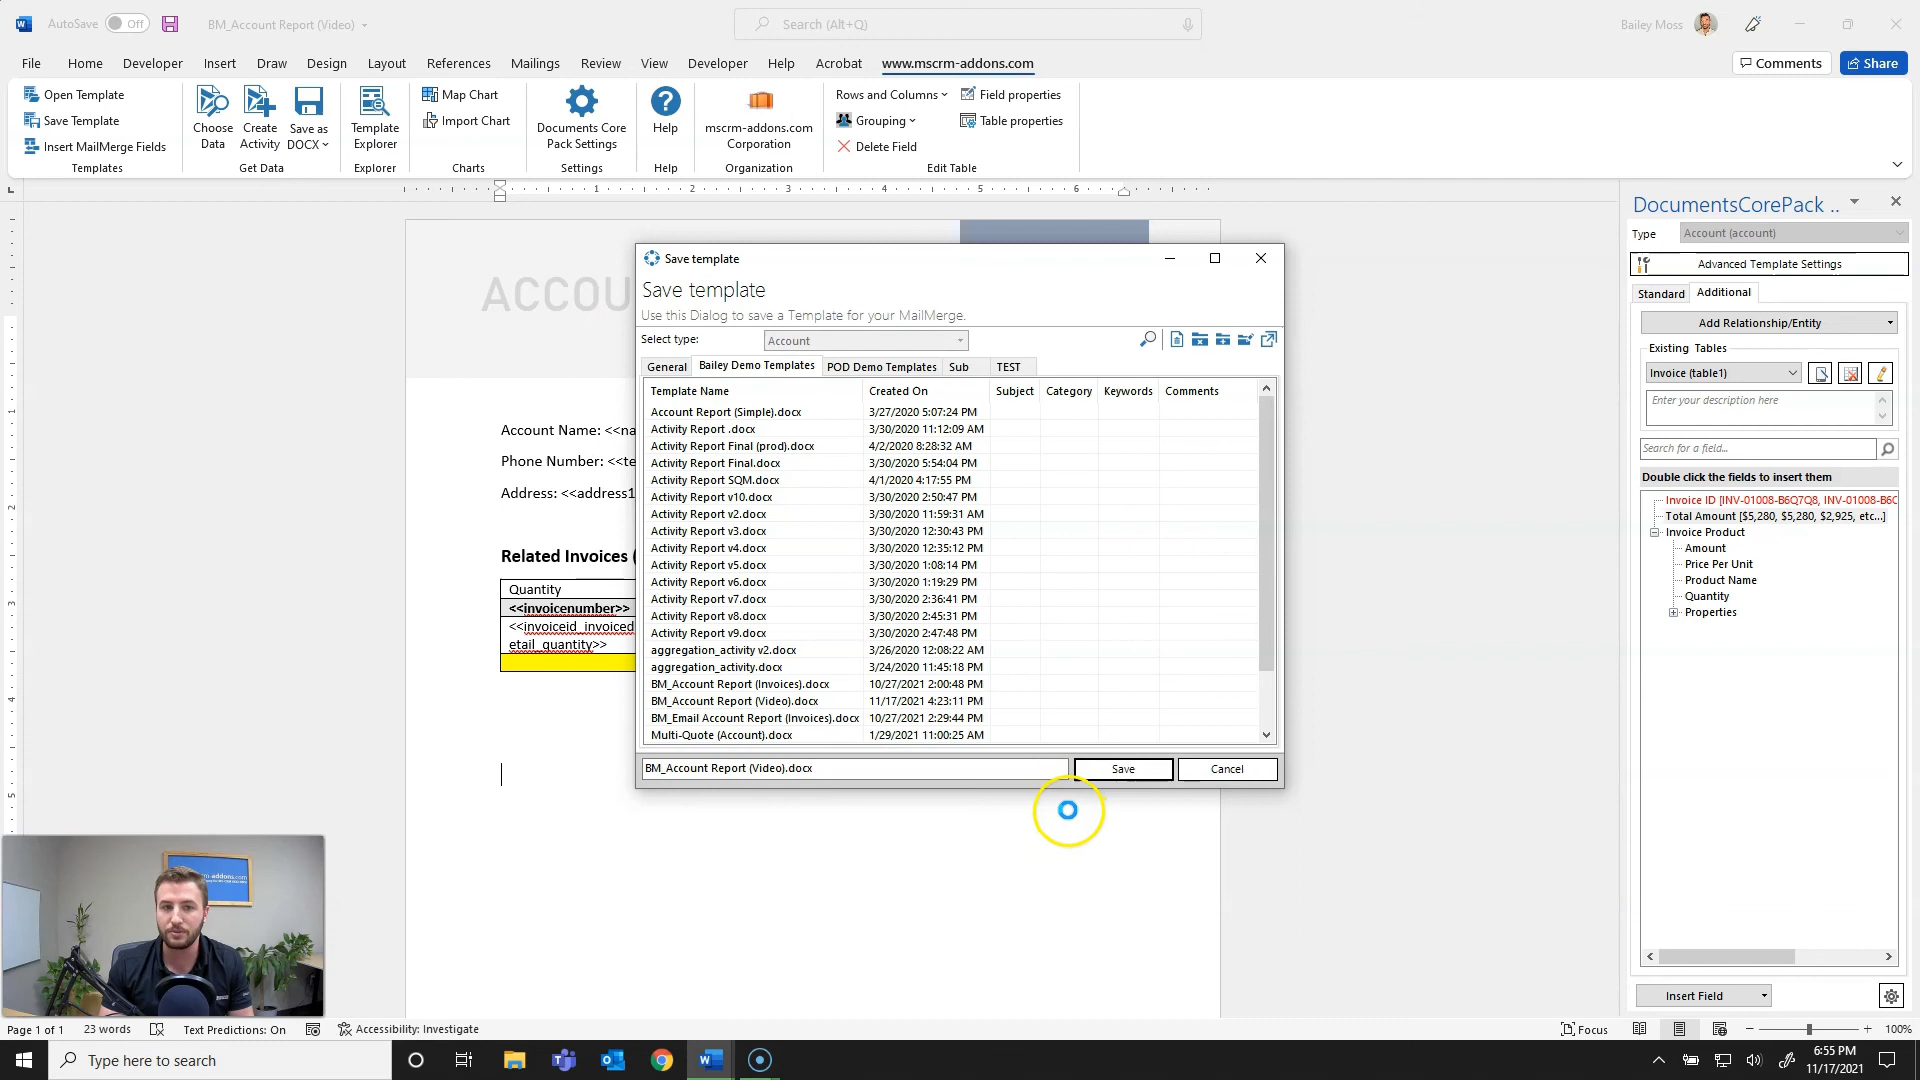 AutoSave Off BM_Account Report (Video) Search (Alt+Q) Bailey Moss
File Home Developer Insert Draw Design Layout References Mailings Review View Developer Help Acrobat www.mscrm-addons.com Comments Share
Open Template
Save Template
Insert MailMerge Fields
Templates
Choose Data
Create Activity
Save as DOCX
Get Data
Template Explorer
Explorer
Map Chart
Import Chart
Charts
Documents Core Pack Settings
Settings
Help
Help
mscrm-addons.com Corporation
Organization
Rows and Columns
Grouping
Delete Field
Field properties
Table properties
Edit Table
1 2 3 4 5 6
ACCOU
Account Name: <<na
Phone Number: <<te
Address: <<address1
Related Invoices (
Quantity
<<invoicenumber>>
<<invoiceid_invoiced
etail_quantity>>
Save template
Save template
Use this Dialog to save a Template for your MailMerge.
Select type: Account
General Bailey Demo Templates POD Demo Templates Sub TEST
Template Name Created On Subject Category Keywords Comments
Account Report (Simple).docx 3/27/2020 5:07:24 PM
Activity Report .docx 3/30/2020 11:12:09 AM
Activity Report Final (prod).docx 4/2/2020 8:28:32 AM
Activity Report Final.docx 3/30/2020 5:54:04 PM
Activity Report SQM.docx 4/1/2020 4:17:55 PM
Activity Report v10.docx 3/30/2020 2:50:47 PM
Activity Report v2.docx 3/30/2020 11:59:31 AM
Activity Report v3.docx 3/30/2020 12:30:43 PM
Activity Report v4.docx 3/30/2020 12:35:12 PM
Activity Report v5.docx 3/30/2020 1:08:14 PM
Activity Report v6.docx 3/30/2020 1:19:29 PM
Activity Report v7.docx 3/30/2020 2:36:41 PM
Activity Report v8.docx 3/30/2020 2:45:31 PM
Activity Report v9.docx 3/30/2020 2:47:48 PM
aggregation_activity v2.docx 3/26/2020 12:08:22 AM
aggregation_activity.docx 3/24/2020 11:45:18 PM
BM_Account Report (Invoices).docx 10/27/2021 2:00:48 PM
BM_Account Report (Video).docx 11/17/2021 4:23:11 PM
BM_Email Account Report (Invoices).docx 10/27/2021 2:29:44 PM
Multi-Quote (Account).docx 1/29/2021 11:00:25 AM
BM_Account Report (Video).docx Save Cancel
DocumentsCorePack ..
Type Account (account)
Advanced Template Settings
Standard Additional
Add Relationship/Entity
Existing Tables
Invoice (table1)
Enter your description here
Search for a field...
Double click the fields to insert them
Invoice ID [INV-01008-B6Q7Q8, INV-01008-B6Q
Total Amount [$5,280, $5,280, $2,925, etc...]
Invoice Product
Amount
Price Per Unit
Product Name
Quantity
Properties
Insert Field
Page 1 of 1 23 words Text Predictions: On Accessibility: Investigate Focus 100%
Type here to search
6:55 PM
11/17/2021